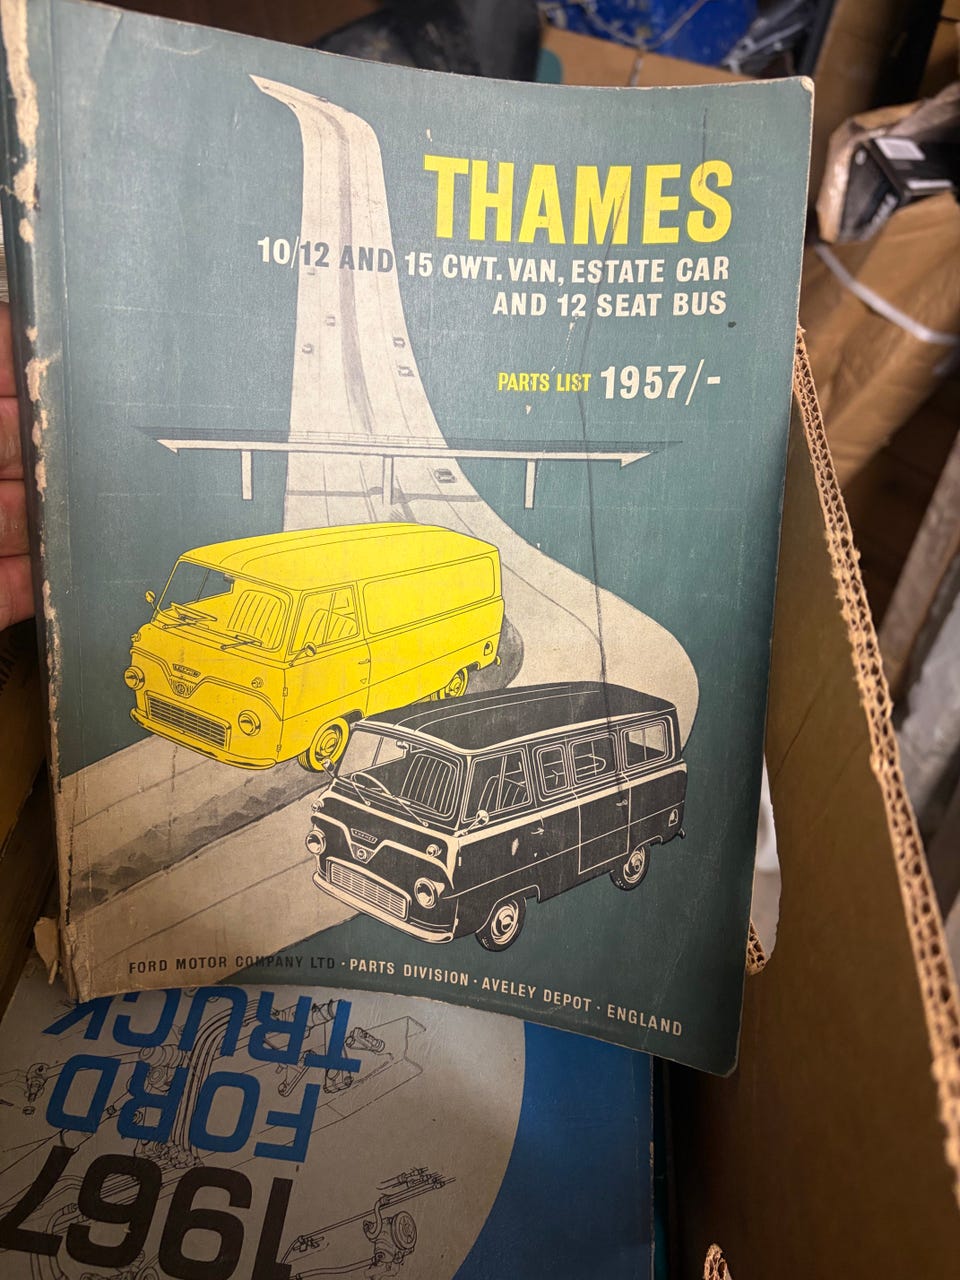 THAMES
10/12 AND 15 CWT. VAN, ESTATE CAR
AND 12 SEAT BUS
PARTS LIST 1957/-
FORD MOTOR COMPANY LTD · PARTS DIVISION · AVELEY DEPOT · ENGLAND
1967
FORD
TRUCK